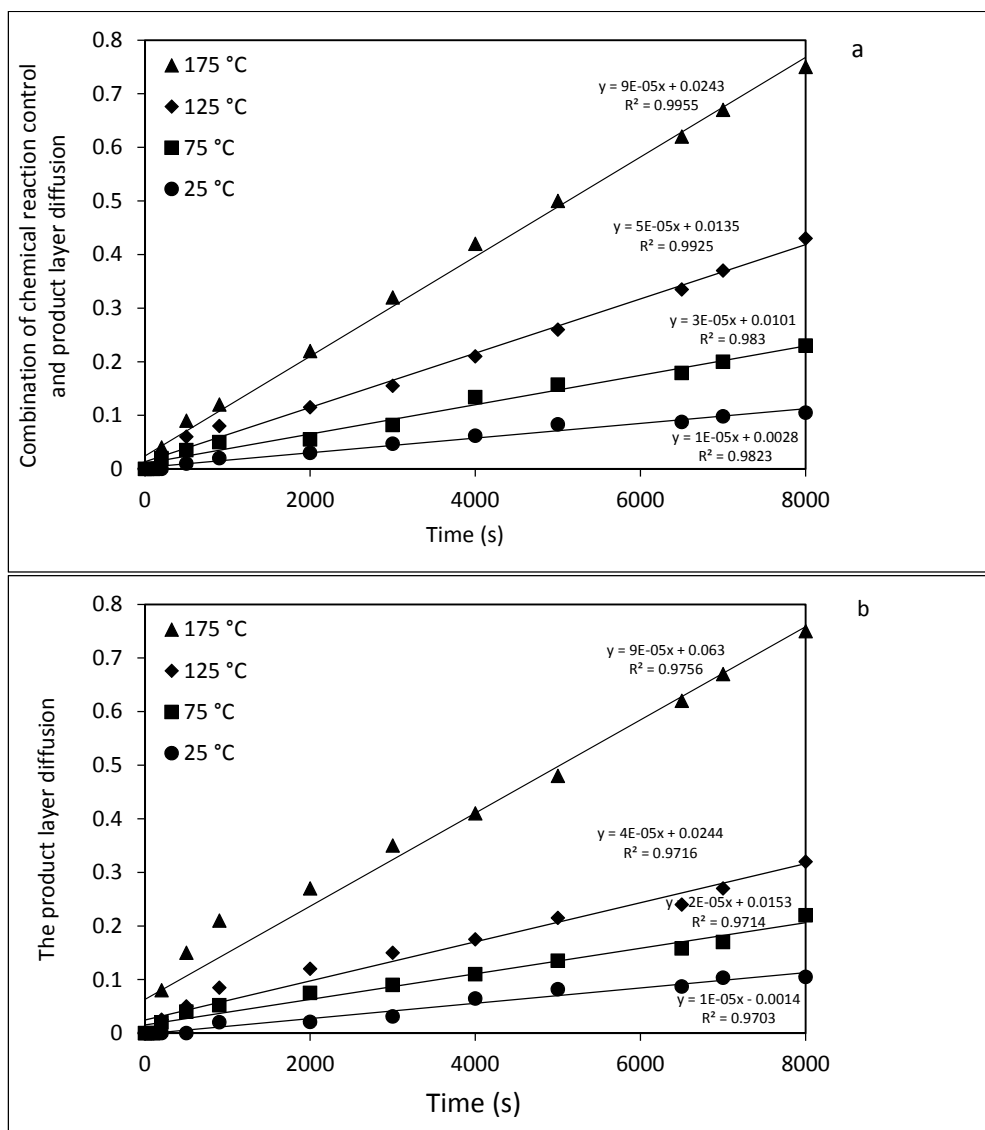 a
Combination of chemical reaction control
and product layer diffusion
0.8
0.7
0.6
0.5
0.4
0.3
0.2
0.1
0
175 °C
125 °C
75 °C
25 °C
y = 9E-05x + 0.0243
R² = 0.9955
y = 5E-05x + 0.0135
R² = 0.9925
y = 3E-05x + 0.0101
R² = 0.983
y = 1E-05x + 0.0028
R² = 0.9823
0 2000 4000 6000 8000
Time (s)
b
The product layer diffusion
0.8
0.7
0.6
0.5
0.4
0.3
0.2
0.1
0
175 °C
125 °C
75 °C
25 °C
y = 9E-05x + 0.063
R² = 0.9756
y = 4E-05x + 0.0244
R² = 0.9716
y = 2E-05x + 0.0153
R² = 0.9714
y = 1E-05x - 0.0014
R² = 0.9703
0 2000 4000 6000 8000
Time (s)